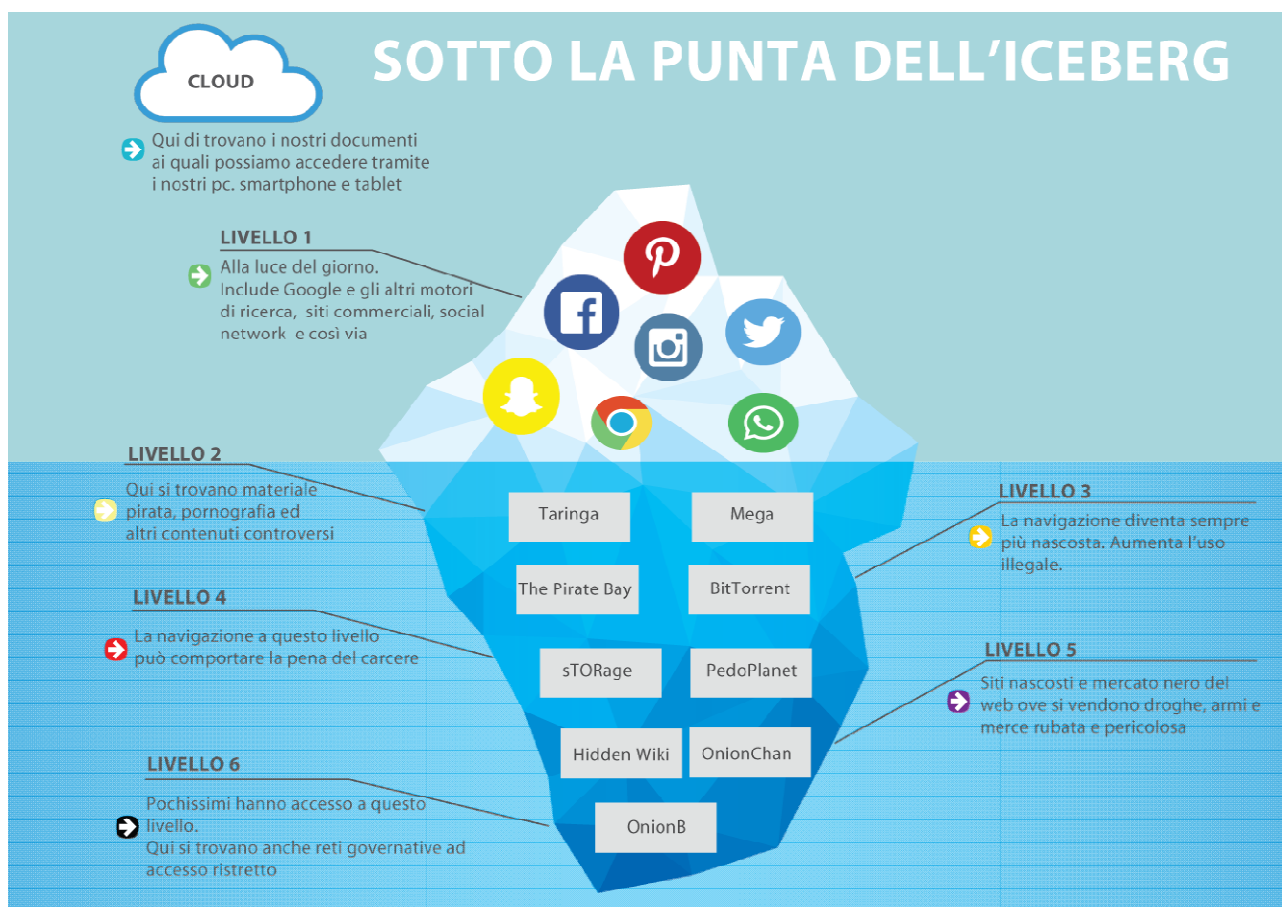 CLOUD
SOTTO LA PUNTA DELL'ICEBERG
Qui di trovano i nostri documenti
ai quali possiamo accedere tramite
i nostri pc. smartphone e tablet
LIVELLO 1
Alla luce del giorno.
Include Google e gli altri motori
di ricerca, siti commerciali, social
network e così via
LIVELLO 2
Qui si trovano materiale
pirata, pornografia ed
altri contenuti controversi
Taringa
Mega
LIVELLO 3
La navigazione diventa sempre
più nascosta. Aumenta l'uso
illegale.
The Pirate Bay
BitTorrent
LIVELLO 4
La navigazione a questo livello
può comportare la pena del carcere
sTORage
PedoPlanet
LIVELLO 5
Siti nascosti e mercato nero del
web ove si vendono droghe, armi e
merce rubata e pericolosa
Hidden Wiki
OnionChan
LIVELLO 6
Pochissimi hanno accesso a questo
livello.
Qui si trovano anche reti governative ad
accesso ristretto
OnionB